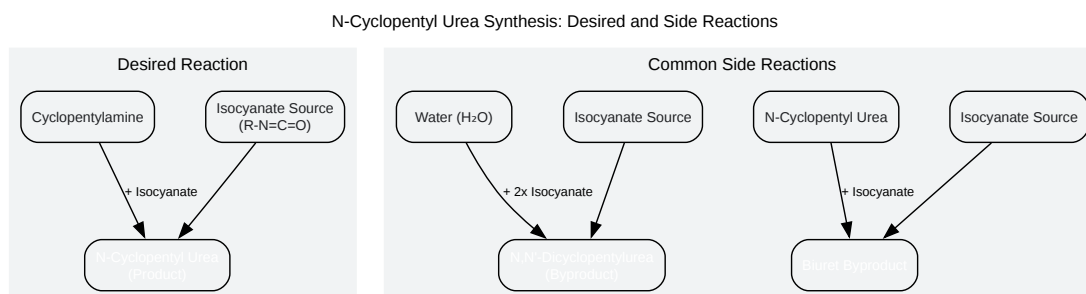 N-Cyclopentyl Urea Synthesis: Desired and Side Reactions
Desired Reaction
Common Side Reactions
Cyclopentylamine
Isocyanate Source
(R-N=C=O)
Water (H₂O)
Isocyanate Source
N-Cyclopentyl Urea
Isocyanate Source
+ Isocyanate
+ 2x Isocyanate
+ Isocyanate
N-Cyclopentyl Urea
(Product)
N,N'-Dicyclopentylurea
(Byproduct)
Biuret Byproduct